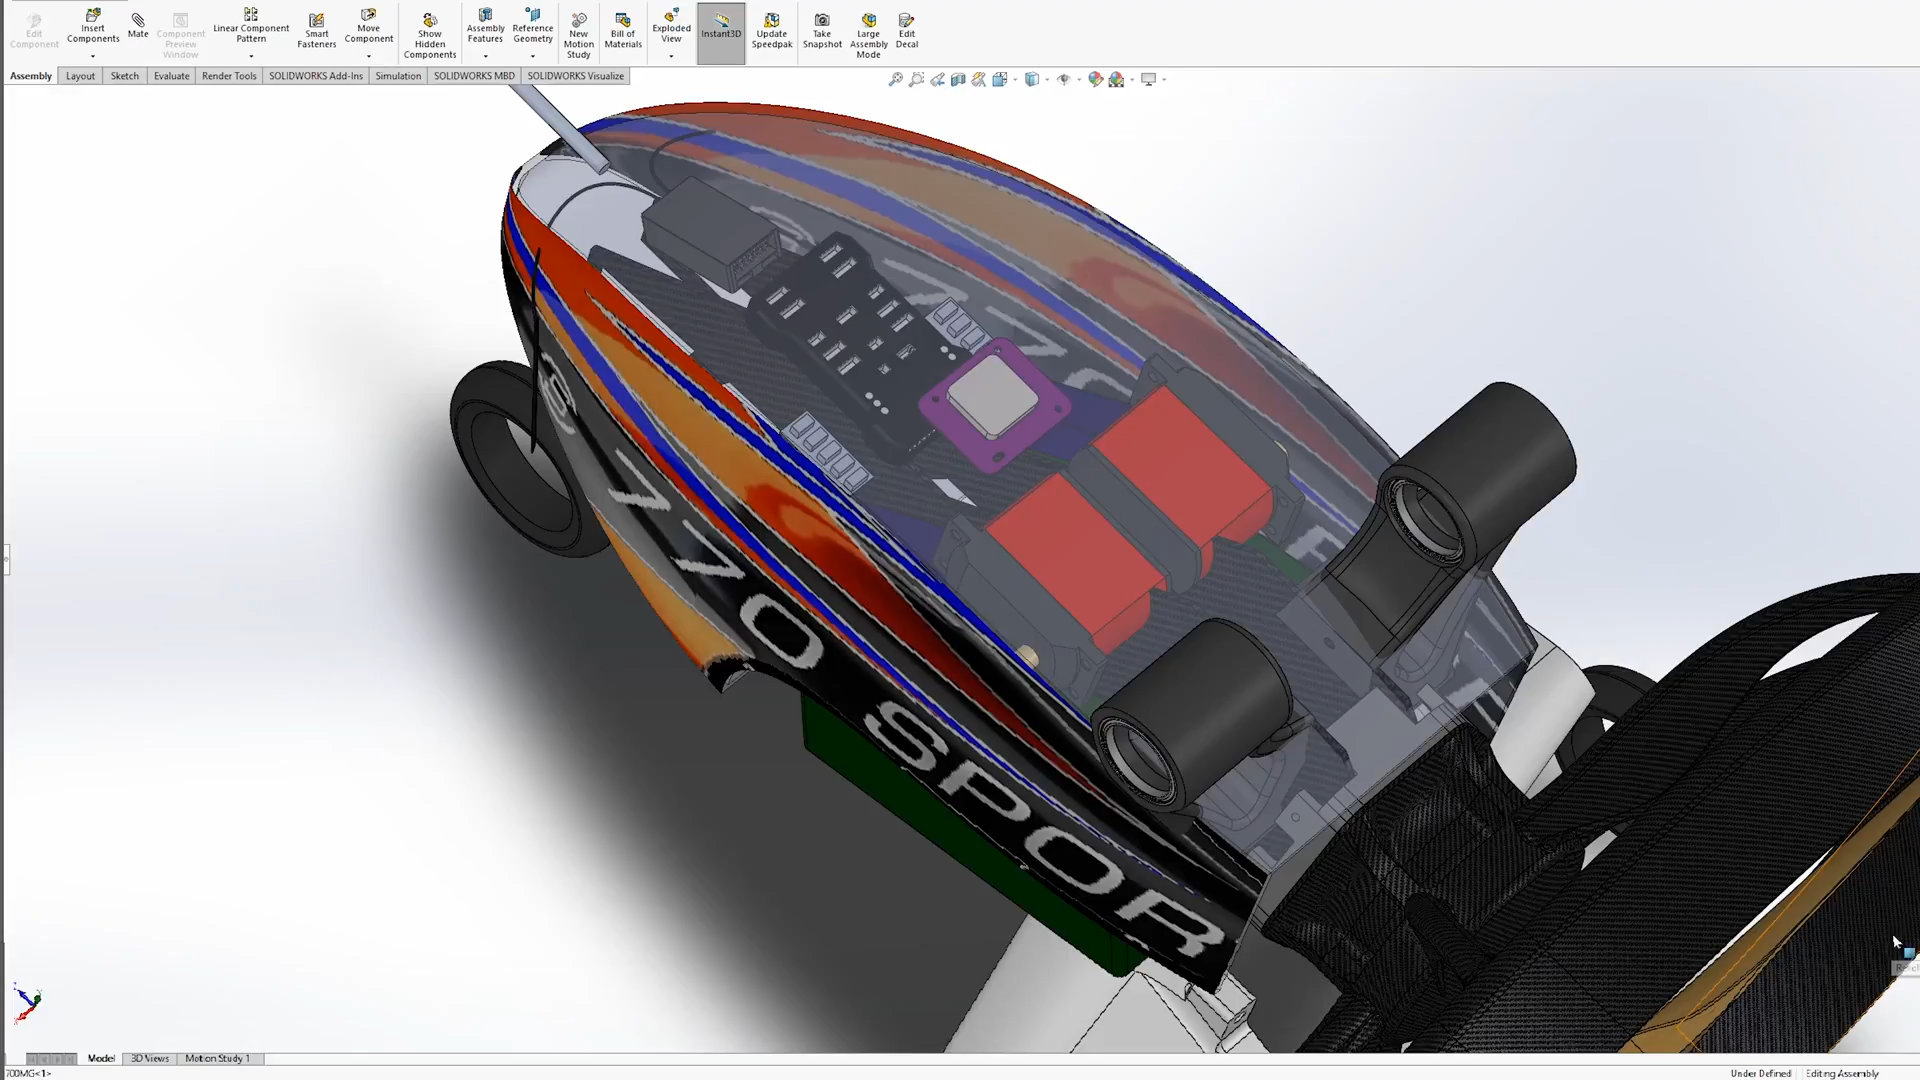 Edit
Component
Insert
Components
Mate
Component
Preview
Window
Linear Component
Pattern
Smart
Fasteners
Move
Component
Show
Hidden
Components
Assembly
Features
Reference
Geometry
New
Motion
Study
Bill of
Materials
Exploded
View
Instant3D
Update
Speedpak
Take
Snapshot
Large
Assembly
Mode
Edit
Decal
Assembly
Layout
Sketch
Evaluate
Render Tools
SOLIDWORKS Add-Ins
Simulation
SOLIDWORKS MBD
SOLIDWORKS Visualize
S 770 SPOR
Model
3D Views
Motion Study 1
700MG<1>
Under Defined
Editing Assembly